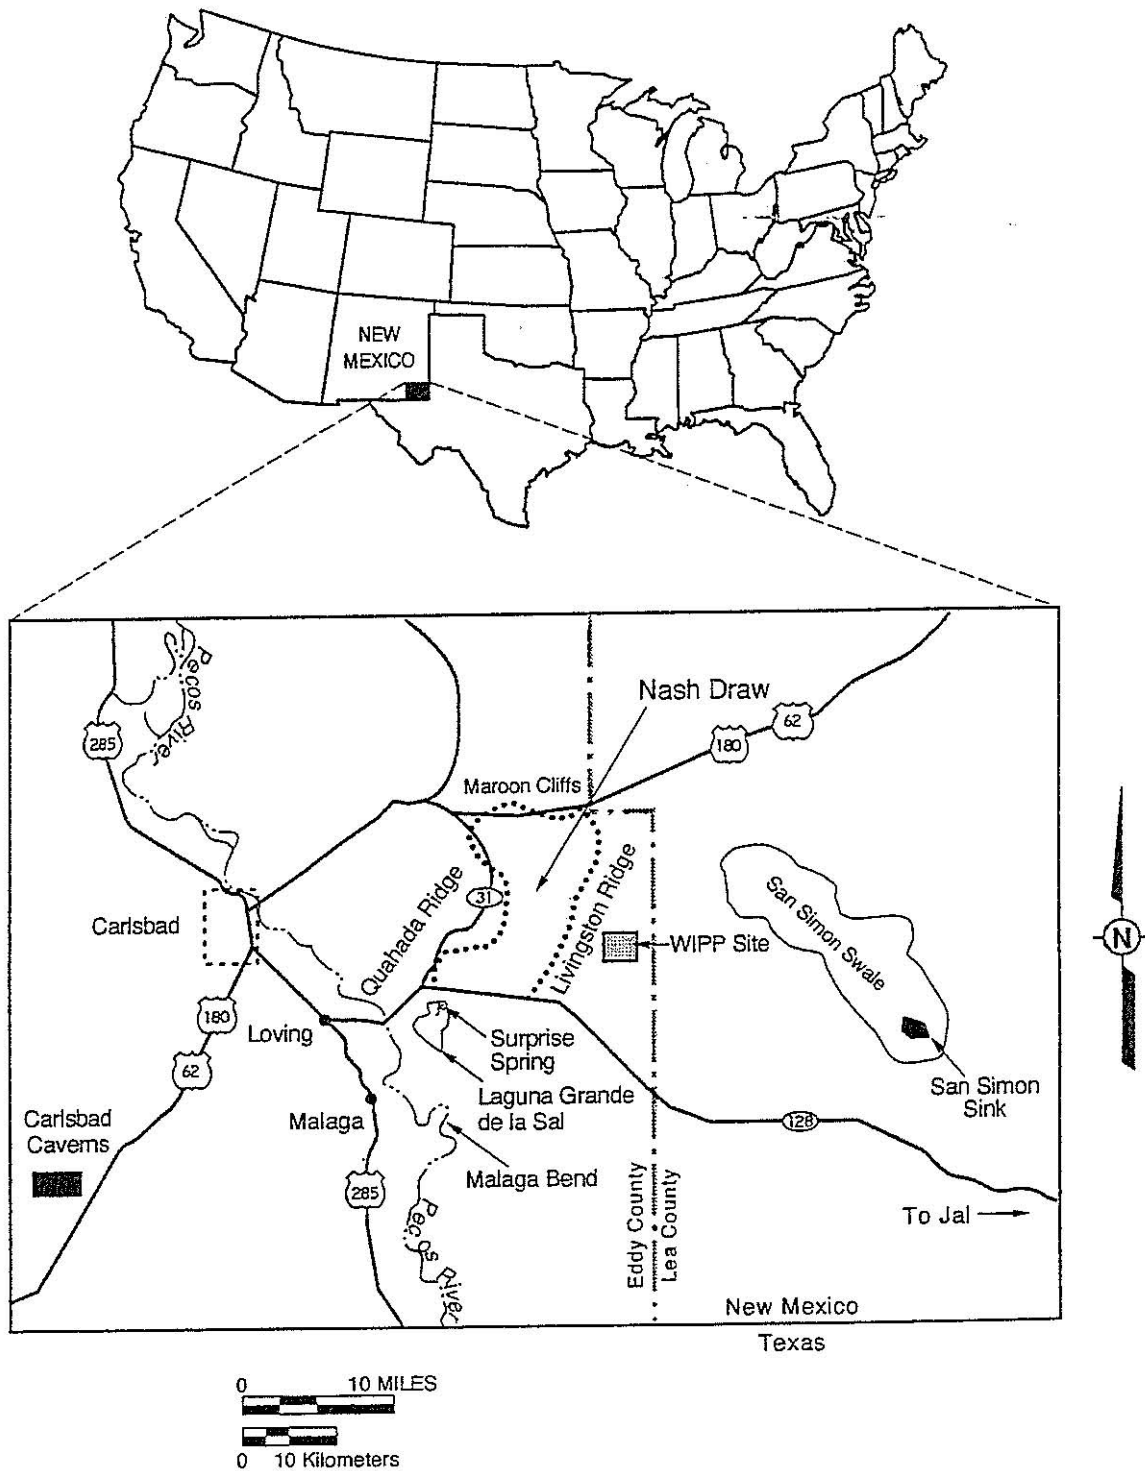 NEW
MEXICO
Pecos River
285
Nash Draw
62
180
Maroon Cliffs
Quahada Ridge
31
Livingston Ridge
San Simon Swale
Carlsbad
WIPP Site
N
180
Loving
Surprise
Spring
62
Laguna Grande
de la Sal
San Simon
Sink
Carlsbad
Caverns
Malaga
128
Malaga Bend
285
Pecos River
Eddy County
Lea County
To Jal
New Mexico
Texas
0 10 MILES
0 10 Kilometers